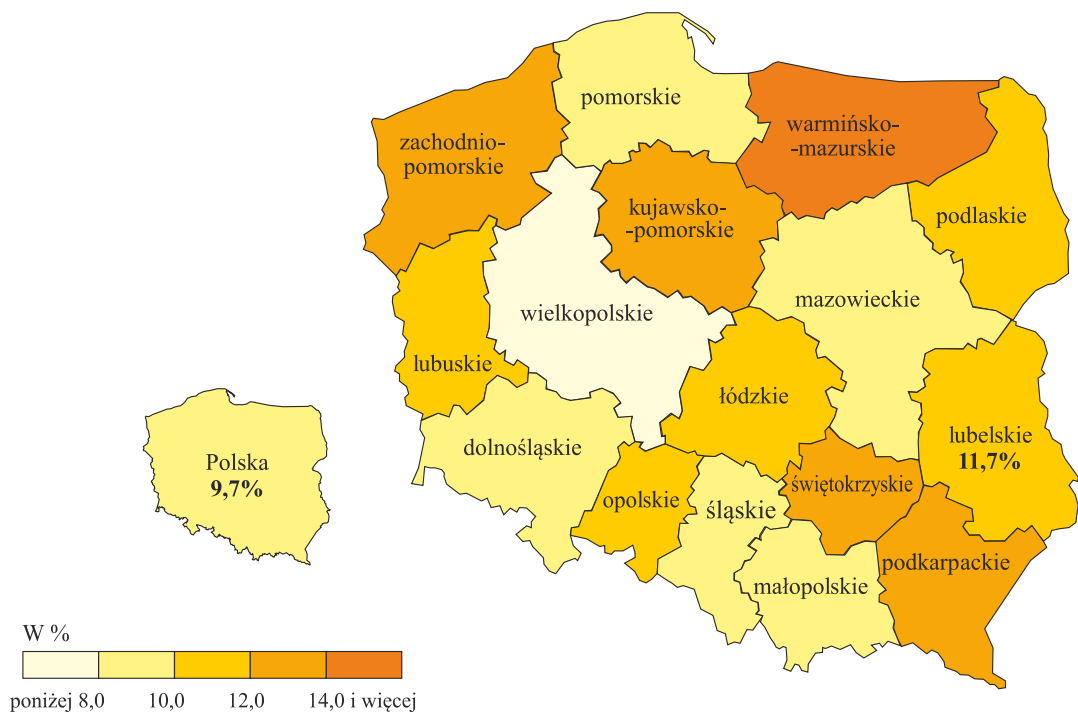 pomorskie
zachodnio-
pomorskie
warmińsko-
-mazurskie
kujawsko-
-pomorskie
podlaskie
mazowieckie
wielkopolskie
lubuskie
łódzkie
dolnośląskie
lubelskie
11,7%
Polska
9,7%
opolskie
śląskie
świętokrzyskie
podkarpackie
małopolskie
W %
poniżej 8,0 10,0 12,0 14,0 i więcej